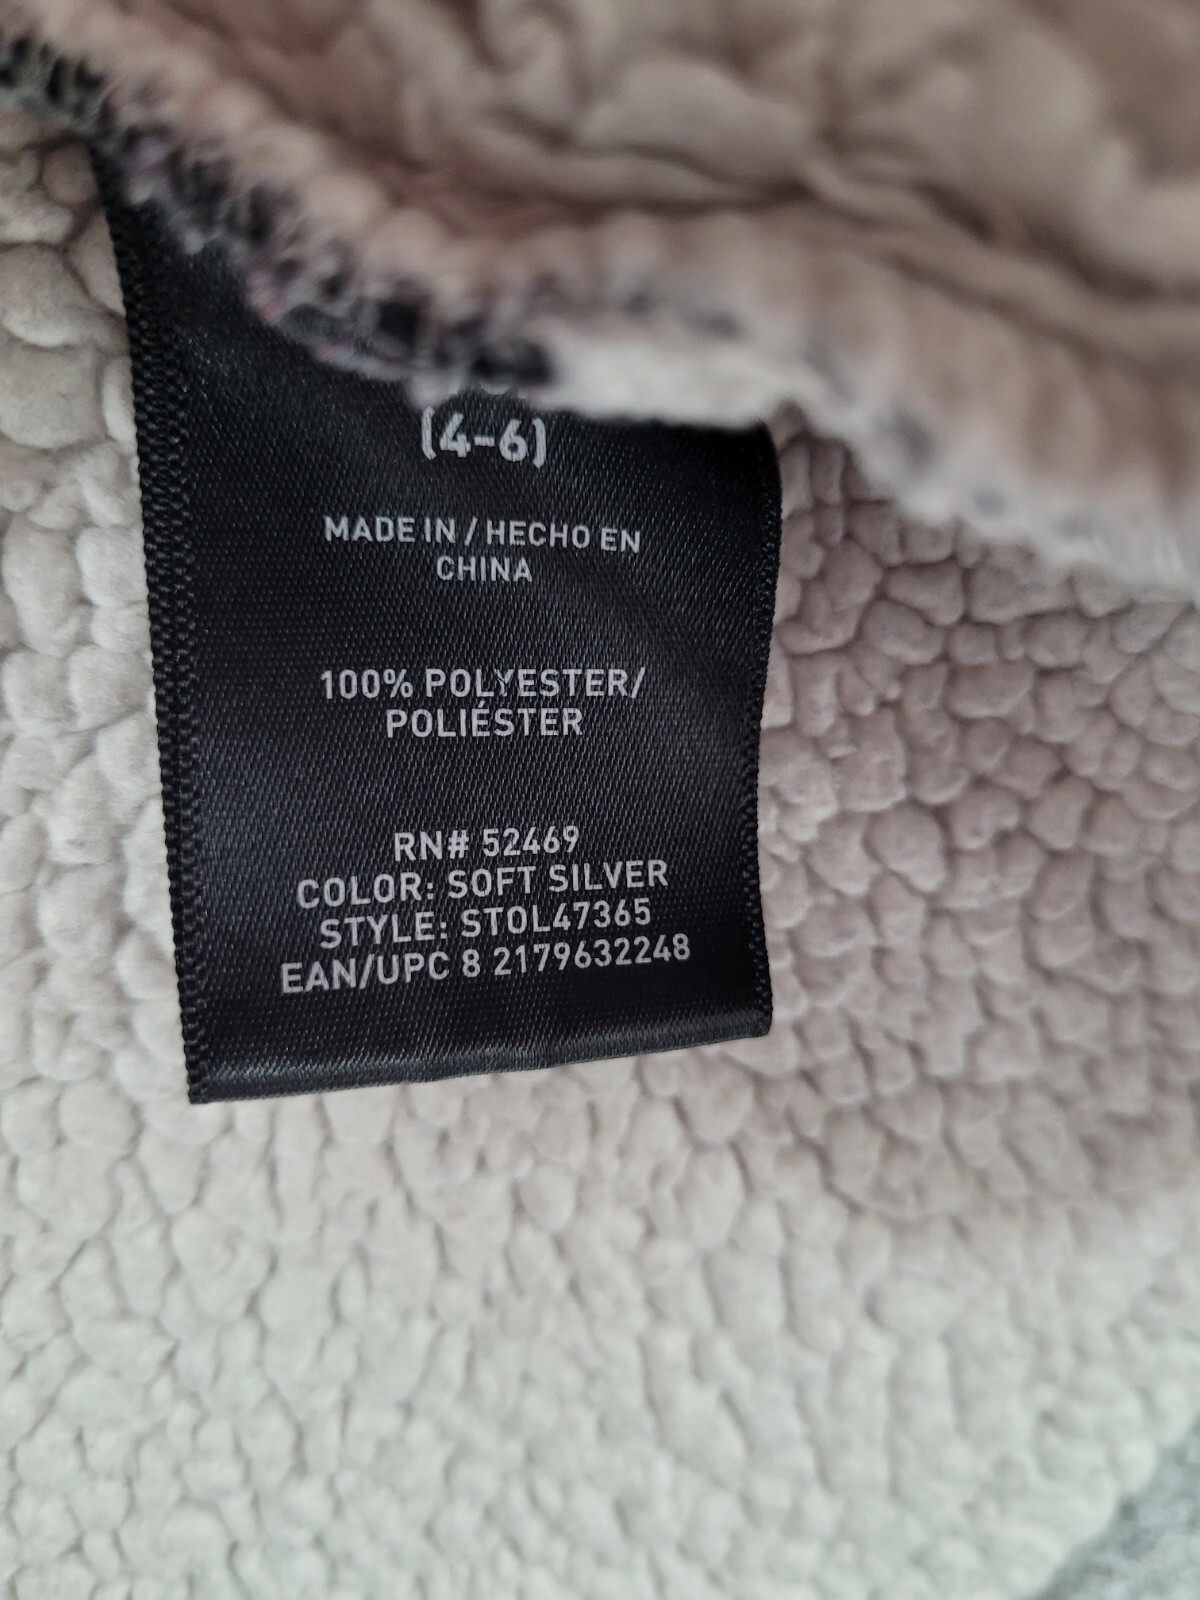 (4-6)
MADE IN / HECHO EN
CHINA
100% POLYESTER/
POLIÉSTER
RN# 52469
COLOR: SOFT SILVER
STYLE: STOL47365
EAN/UPC 8 2179632248